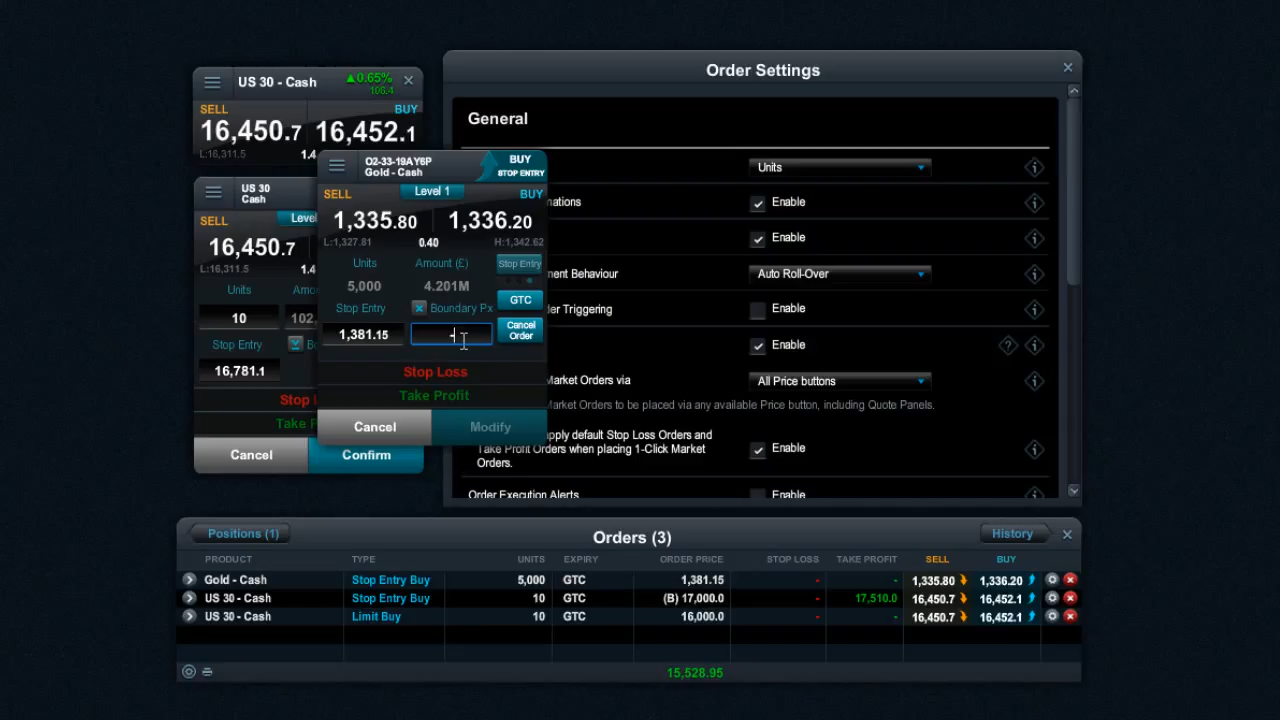 US 30 - Cash
▲0.65%
106.4
SELL
BUY
16,450.7
16,452.1
L:16,311.5
1.4
US 30
Cash
Level
SELL
16,450.7
L:16,311.5
1.4
Units
Amo
10
102,
Stop Entry
Bo
16,781.1
Stop
Take P
Cancel
Confirm
O2-33-19AY6P
Gold - Cash
BUY
STOP ENTRY
SELL
Level 1
BUY
1,335.80
1,336.20
L:1,327.81
0.40
H:1,342.62
Units
Amount (£)
Stop Entry
5,000
4.201M
GTC
Stop Entry
Boundary Px
1,381.15
-
Cancel
Order
Stop Loss
Take Profit
Cancel
Modify
Order Settings
General
Units
nations
Enable
Enable
nent Behaviour
Auto Roll-Over
der Triggering
Enable
Enable
Market Orders via
All Price buttons
Market Orders to be placed via any available Price button, including Quote Panels.
pply default Stop Loss Orders and
Take Profit Orders when placing 1-Click Market
Orders.
Enable
Order Execution Alerts
Enable
Positions (1)
Orders (3)
History
PRODUCT TYPE UNITS EXPIRY ORDER PRICE STOP LOSS TAKE PROFIT SELL BUY
Gold - Cash Stop Entry Buy 5,000 GTC 1,381.15 - - 1,335.80 1,336.20
US 30 - Cash Stop Entry Buy 10 GTC (B) 17,000.0 - 17,510.0 16,450.7 16,452.1
US 30 - Cash Limit Buy 10 GTC 16,000.0 - - 16,450.7 16,452.1
15,528.95